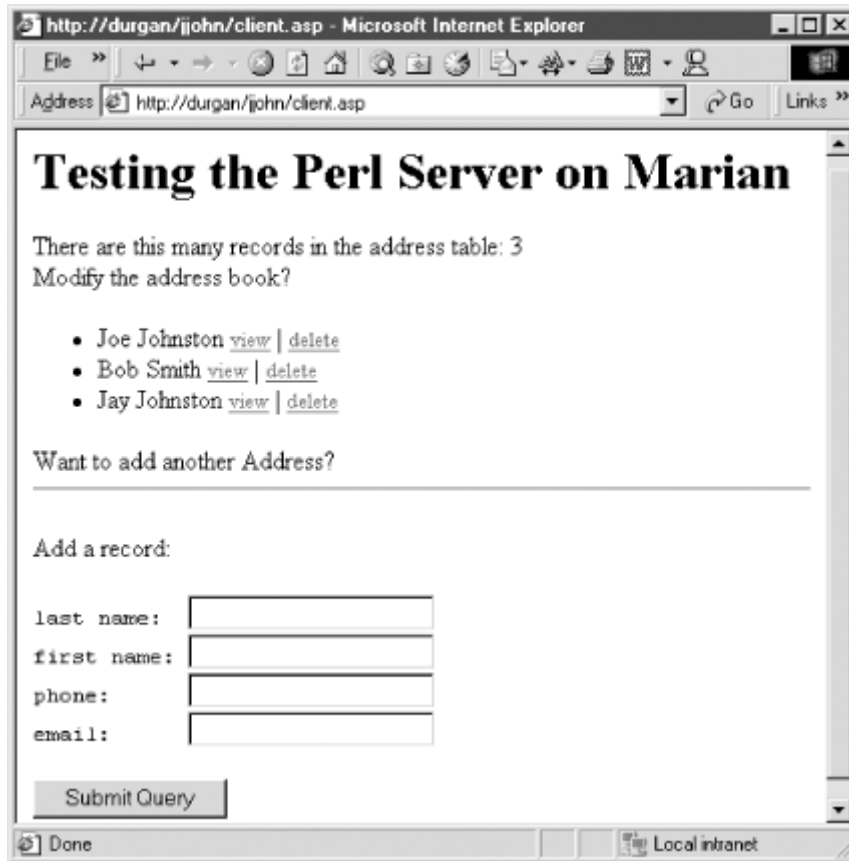 http://durgan/jjohn/client.asp - Microsoft Internet Explorer
File »
Address http://durgan/jjohn/client.asp Go Links »
Testing the Perl Server on Marian
There are this many records in the address table: 3
Modify the address book?
• Joe Johnston view | delete
• Bob Smith view | delete
• Jay Johnston view | delete
Want to add another Address?
Add a record:
last name:
first name:
phone:
email:
Submit Query
Done Local intranet